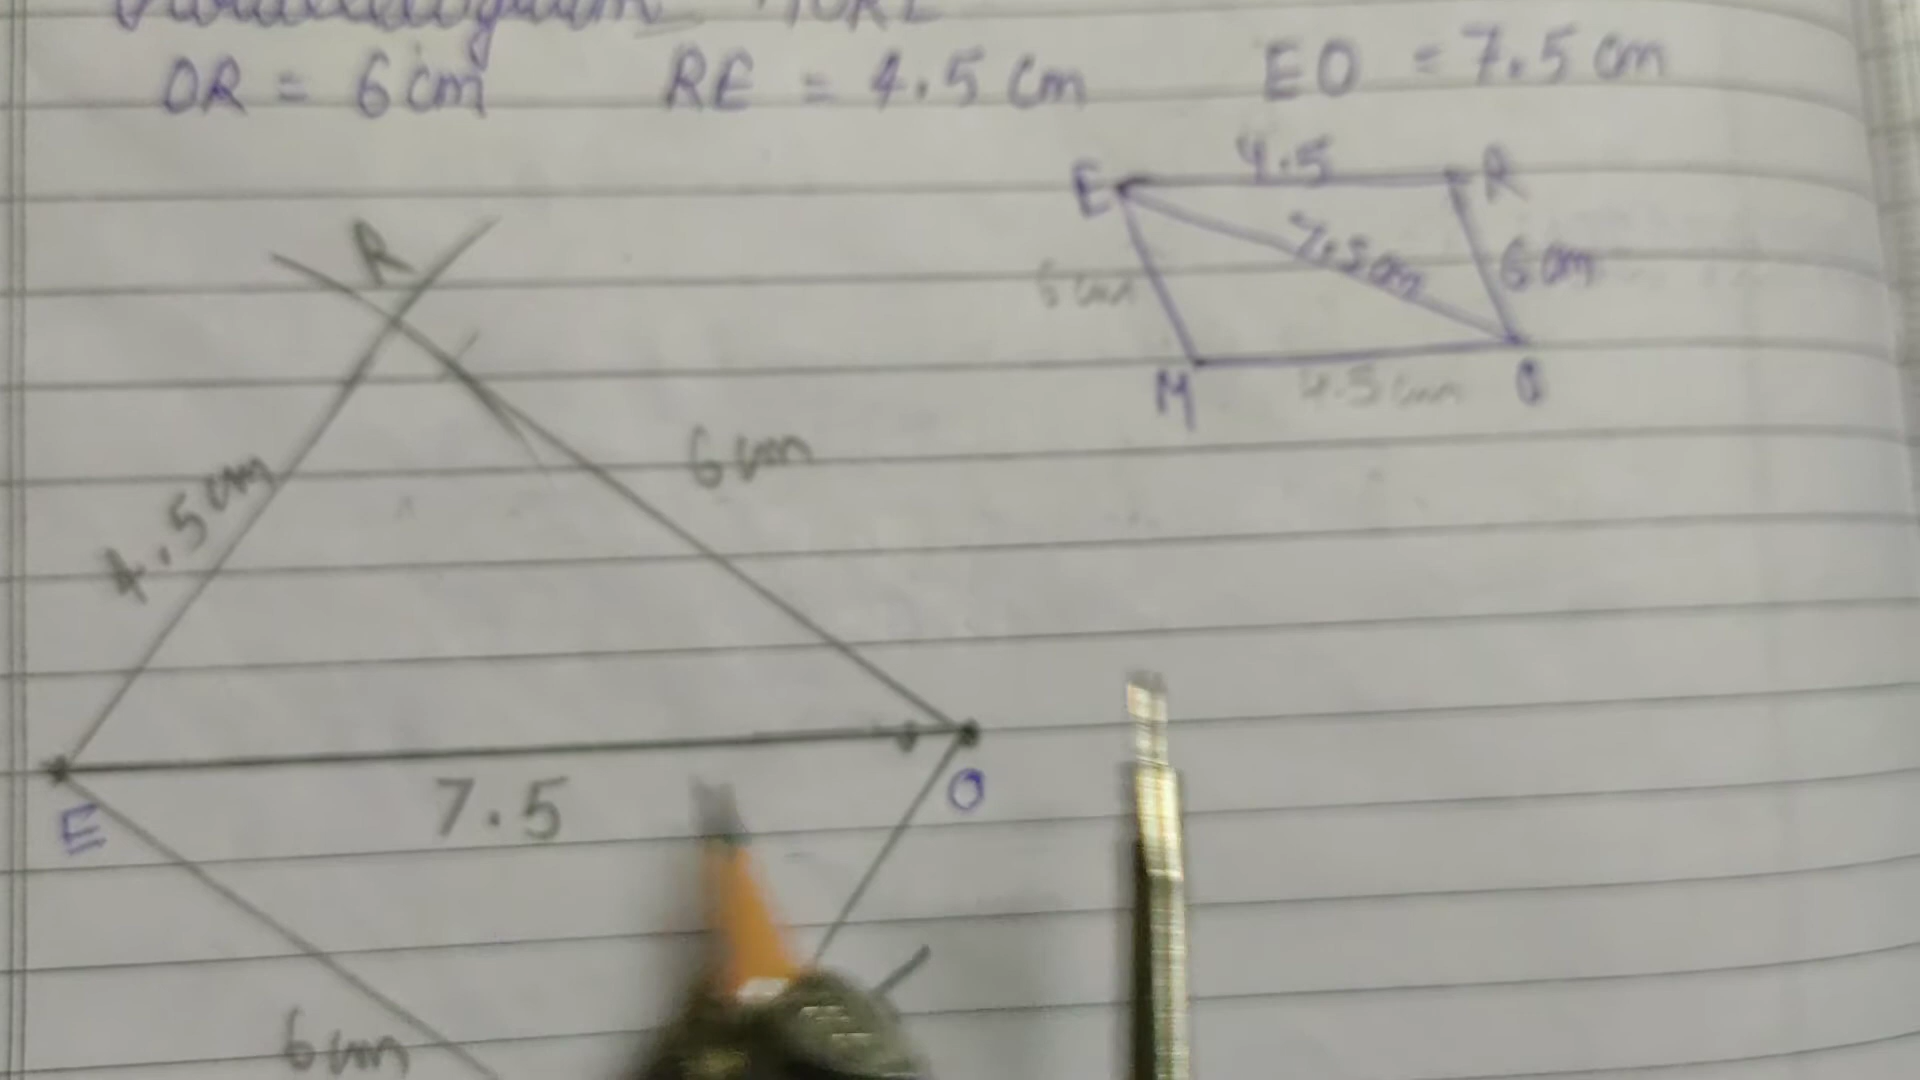 OR = 6 cm RE = 4.5 cm EO = 7.5 cm
E 4.5 R
7.5 cm 6 cm
6 cm
M 4.5 cm O
R
6 cm
4.5 cm
E 7.5 O
6 cm